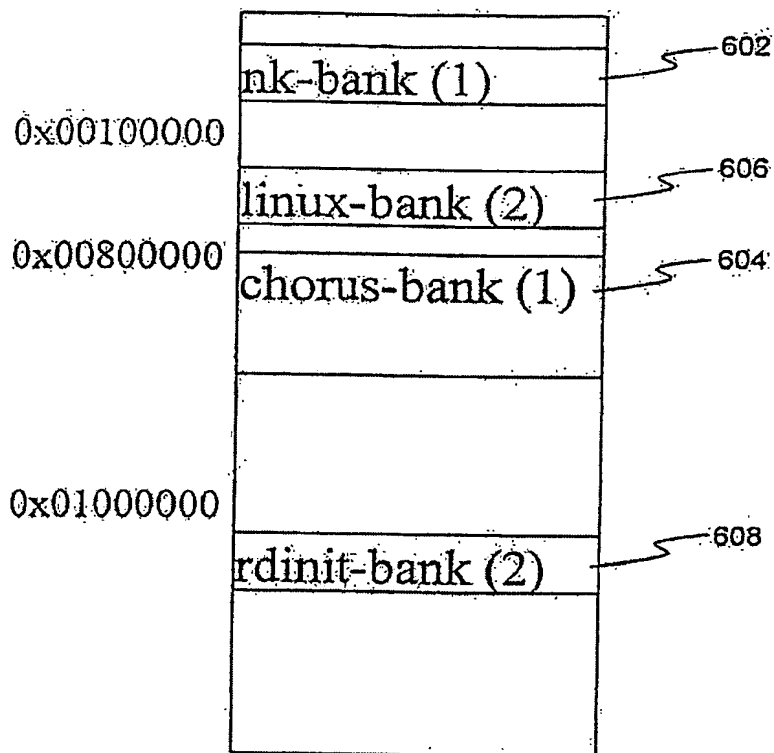 602
nk-bank (1)
0x00100000
606
linux-bank (2)
0x00800000
604
chorus-bank (1)
0x01000000
608
rdinit-bank (2)